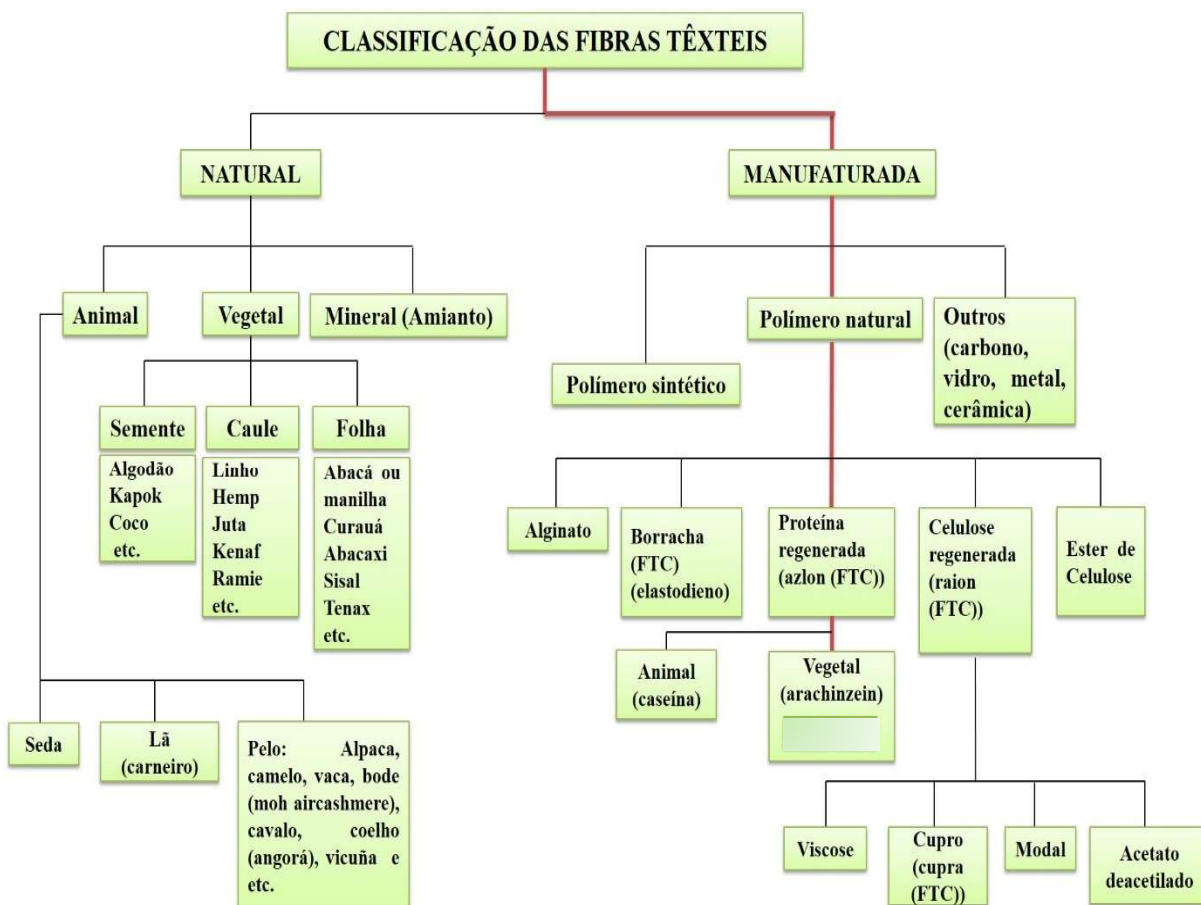 CLASSIFICAÇÃO DAS FIBRAS TÊXTEIS
NATURAL
MANUFATURADA
Animal
Vegetal
Mineral (Amianto)
Polímero sintético
Polímero natural
Outros
(carbono,
vidro, metal,
cerâmica)
Semente
Algodão
Kapok
Coco
etc.
Caule
Linho
Hemp
Juta
Kenaf
Ramie
etc.
Folha
Abacá ou
manilha
Curauá
Abacaxi
Sisal
Tenax
etc.
Alginato
Borracha
(FTC)
(elastodieno)
Proteína
regenerada
(azlon (FTC))
Celulose
regenerada
(raion
(FTC))
Ester de
Celulose
Animal
(caseína)
Vegetal
(arachinzein)
Seda
Lã
(carneiro)
Pelo: Alpaca,
camelo, vaca, bode
(moh aircashmere),
cavalo, coelho
(angorá), vicuña e
etc.
Viscose
Cupro
(cupra
(FTC))
Modal
Acetato
deacetilado